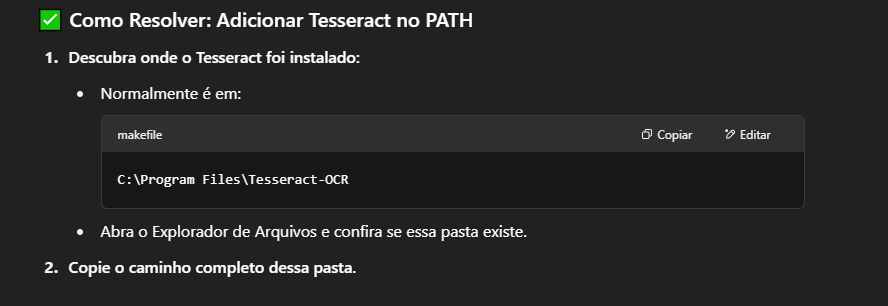 ✅ Como Resolver: Adicionar Tesseract no PATH
1. Descubra onde o Tesseract foi instalado:
• Normalmente é em:
makefile Copiar Editar
C:\Program Files\Tesseract-OCR
• Abra o Explorador de Arquivos e confira se essa pasta existe.
2. Copie o caminho completo dessa pasta.